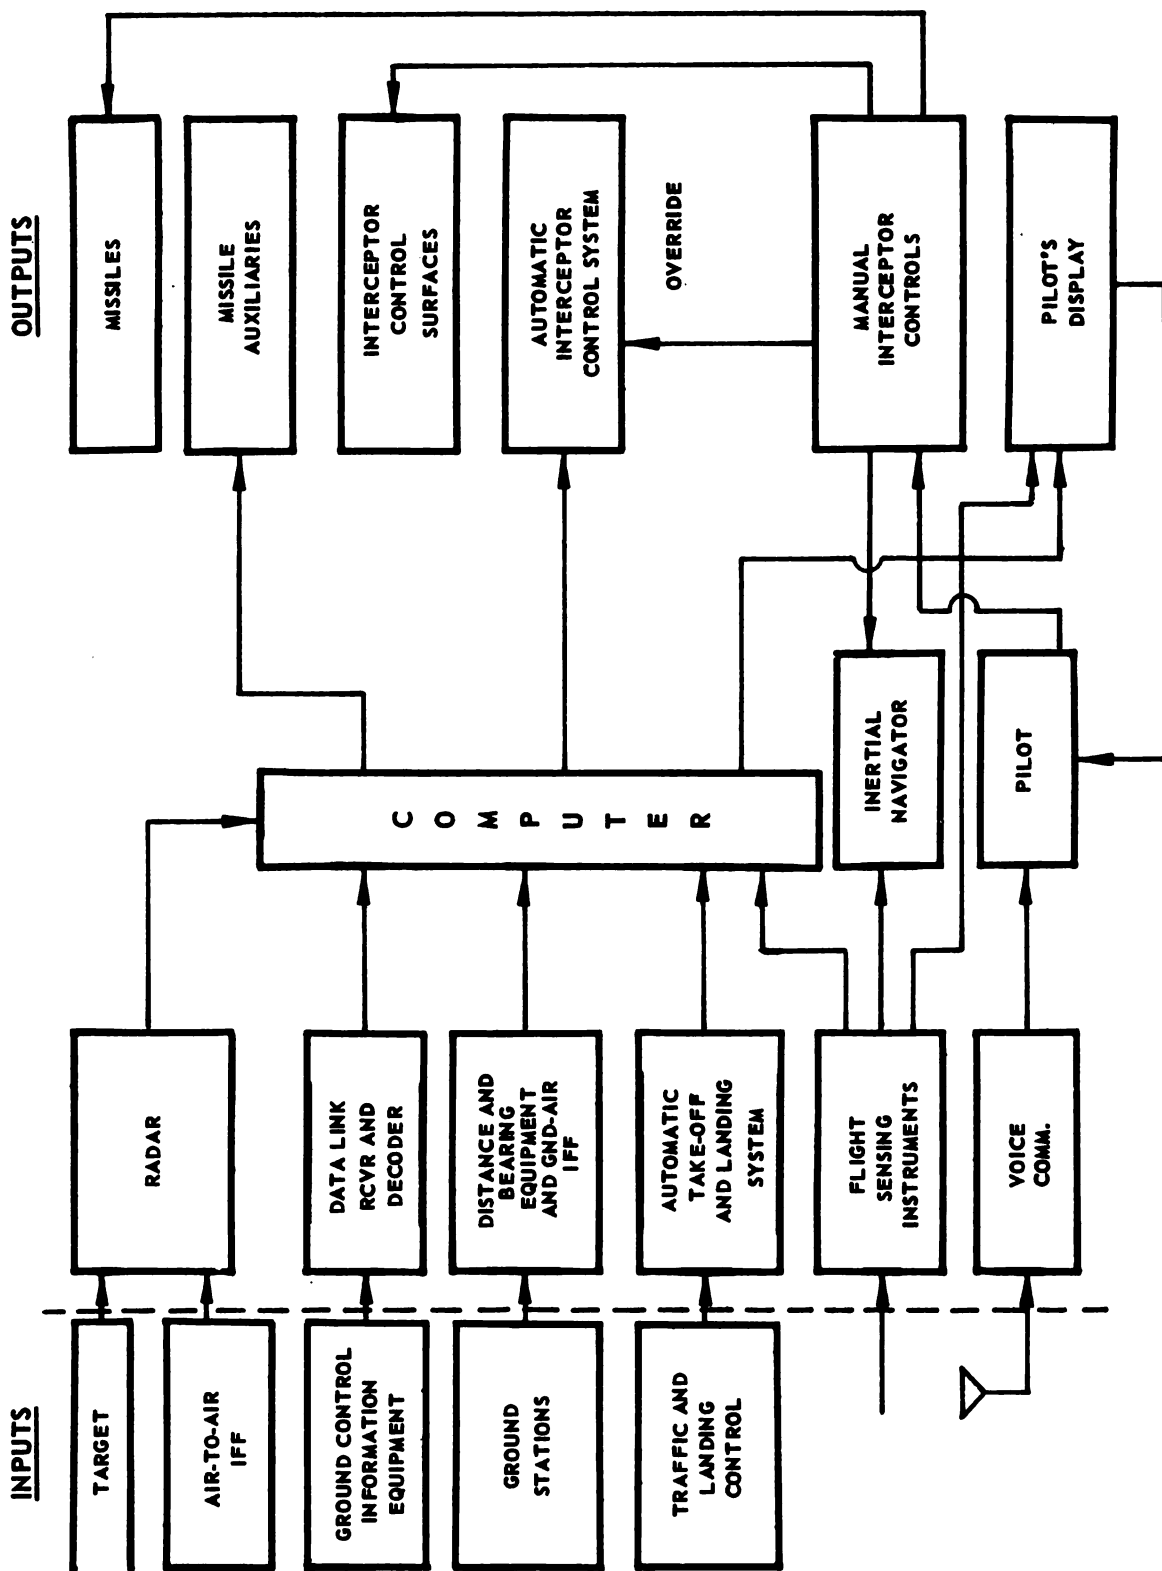 INPUTS
OUTPUTS
TARGET
AIR-TO-AIR
IFF
GROUND CONTROL
INFORMATION
EQUIPMENT
GROUND
STATIONS
TRAFFIC AND
LANDING
CONTROL
RADAR
DATA LINK
RCVR AND
DECODER
DISTANCE AND
BEARING
EQUIPMENT
AND GND-AIR
IFF
AUTOMATIC
TAKE-OFF
AND LANDING
SYSTEM
FLIGHT
SENSING
INSTRUMENTS
VOICE
COMM.
C
O
M
P
U
T
E
R
INERTIAL
NAVIGATOR
PILOT
MISSILES
MISSILE
AUXILIARIES
INTERCEPTOR
CONTROL
SURFACES
AUTOMATIC
INTERCEPTOR
CONTROL SYSTEM
OVERRIDE
MANUAL
INTERCEPTOR
CONTROLS
PILOT'S
DISPLAY